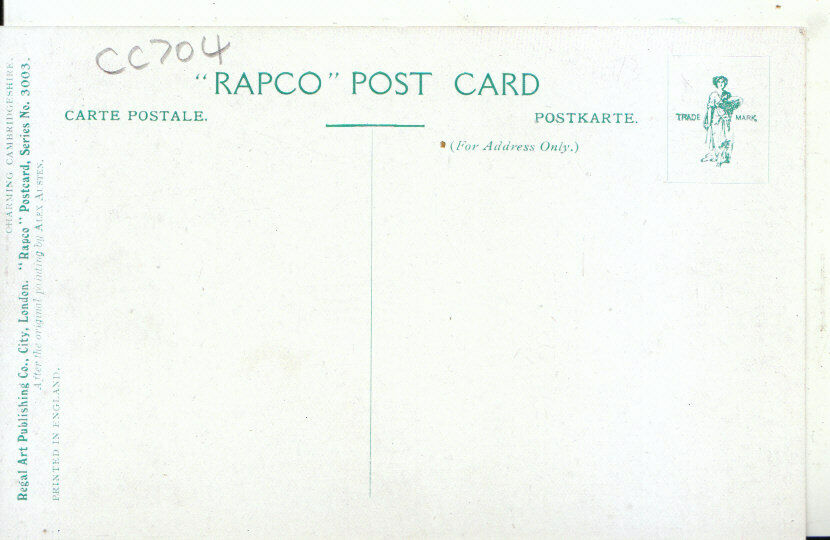 CC704
"RAPCO" POST CARD
CARTE POSTALE.
POSTKARTE.
(For Address Only.)
TRADE MARK.
CHARMING CAMBRIDGESHIRE.
Regal Art Publishing Co., City, London. "Rapco" Postcard, Series No. 3003.
After the original painting by ALEX AUSTEN.
PRINTED IN ENGLAND.